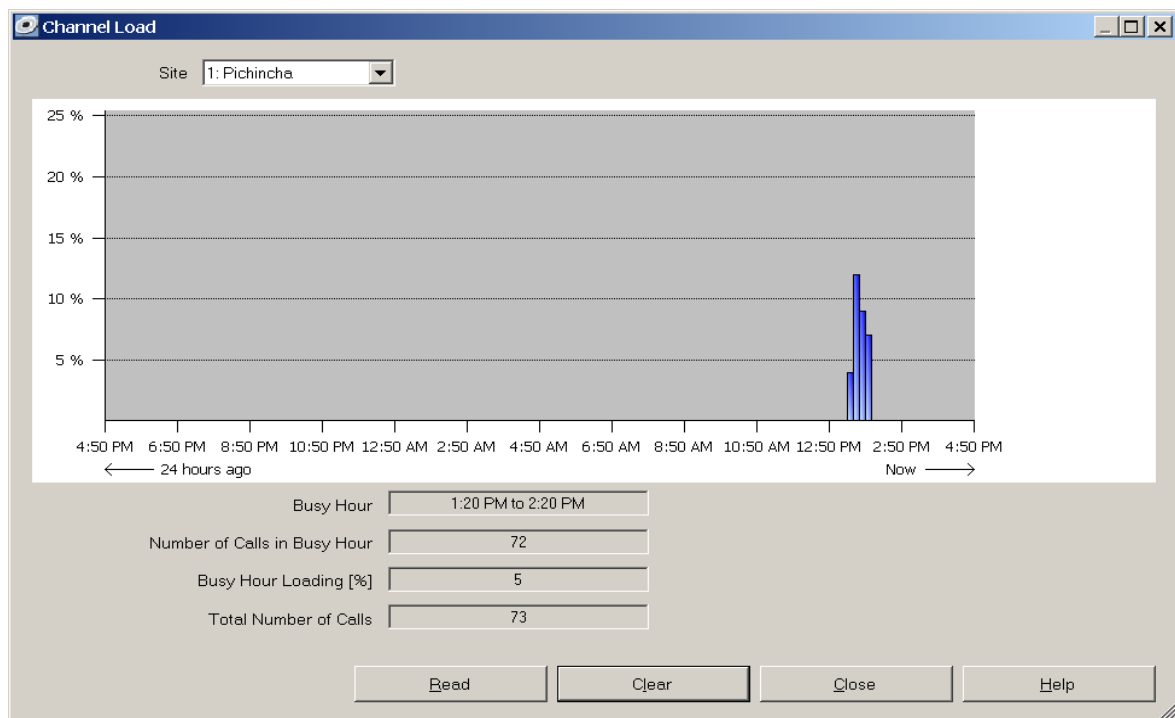 Channel Load
Site 1: Pichincha
25 %
20 %
15 %
10 %
5 %
4:50 PM 6:50 PM 8:50 PM 10:50 PM 12:50 AM 2:50 AM 4:50 AM 6:50 AM 8:50 AM 10:50 AM 12:50 PM 2:50 PM 4:50 PM
24 hours ago Now
Busy Hour 1:20 PM to 2:20 PM
Number of Calls in Busy Hour 72
Busy Hour Loading [%] 5
Total Number of Calls 73
Read Clear Close Help